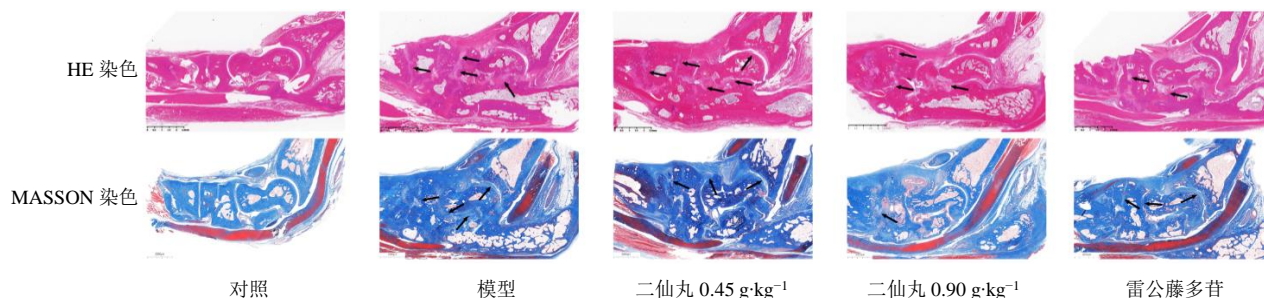 HE 染色
MASSON 染色
对照
模型
二仙丸 0.45 g·kg⁻¹
二仙丸 0.90 g·kg⁻¹
雷公藤多苷